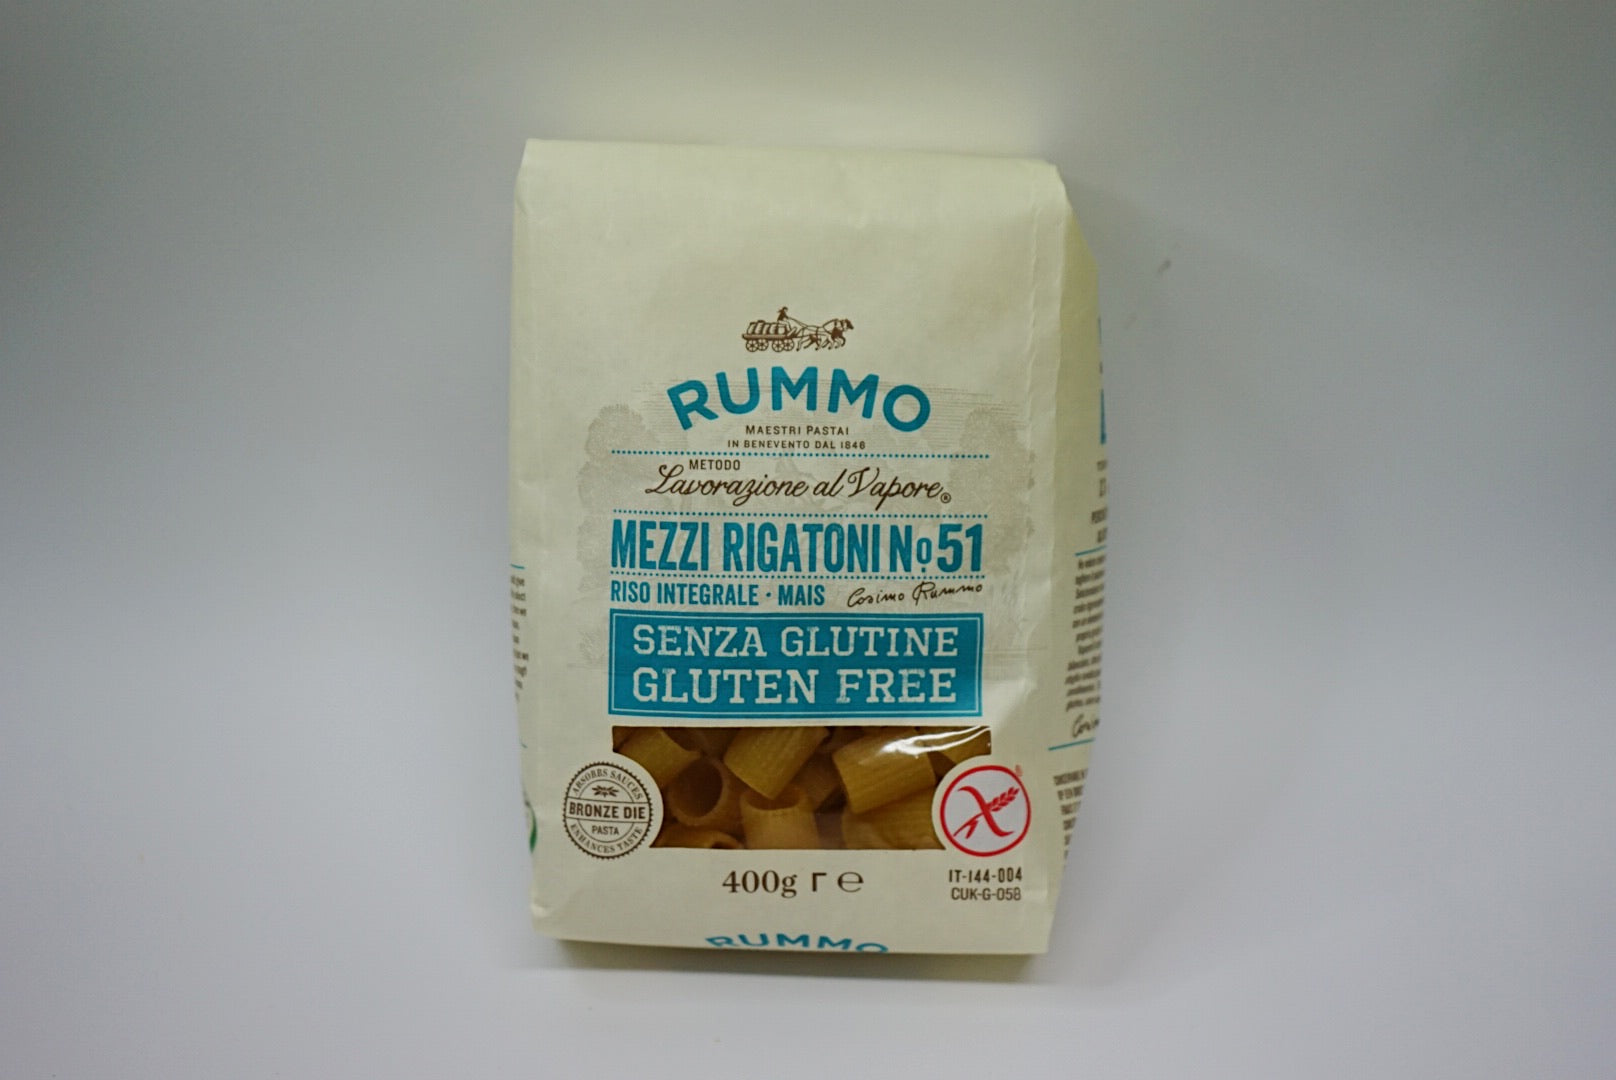 RUMMO
MAESTRI PASTAI
IN BENEVENTO DAL 1846
METODO
Lavorazione al Vapore®
MEZZI RIGATONI No51
RISO INTEGRALE · MAIS
Cosimo Rummo
SENZA GLUTINE
GLUTEN FREE
ABSORBS SAUCES
BRONZE DIE
PASTA
ENHANCES TASTE
400g г ℮
IT-144-004
CUK-G-058
RUMMO